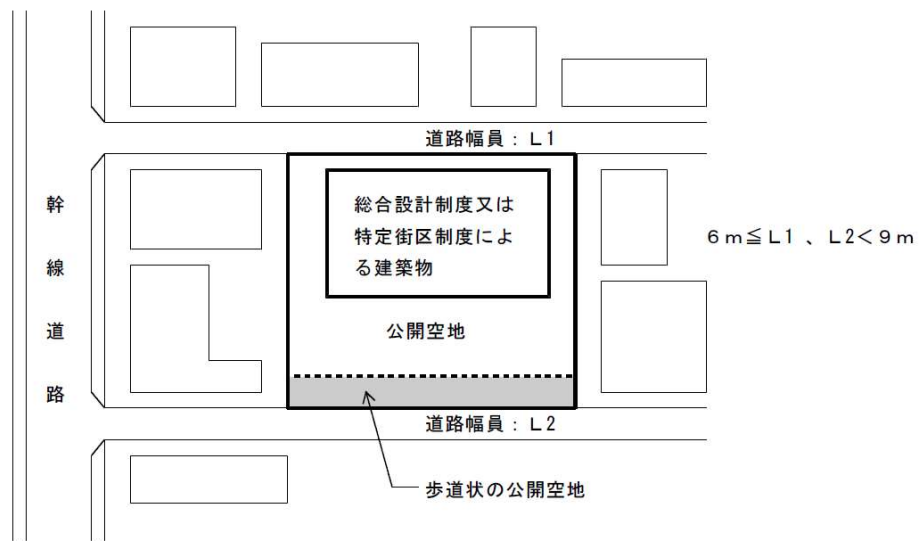 道路幅員：Ｌ１
幹線道路
総合設計制度又は
特定街区制度によ
る建築物
６ｍ≦Ｌ１ 、Ｌ２＜９ｍ
公開空地
道路幅員：Ｌ２
歩道状の公開空地